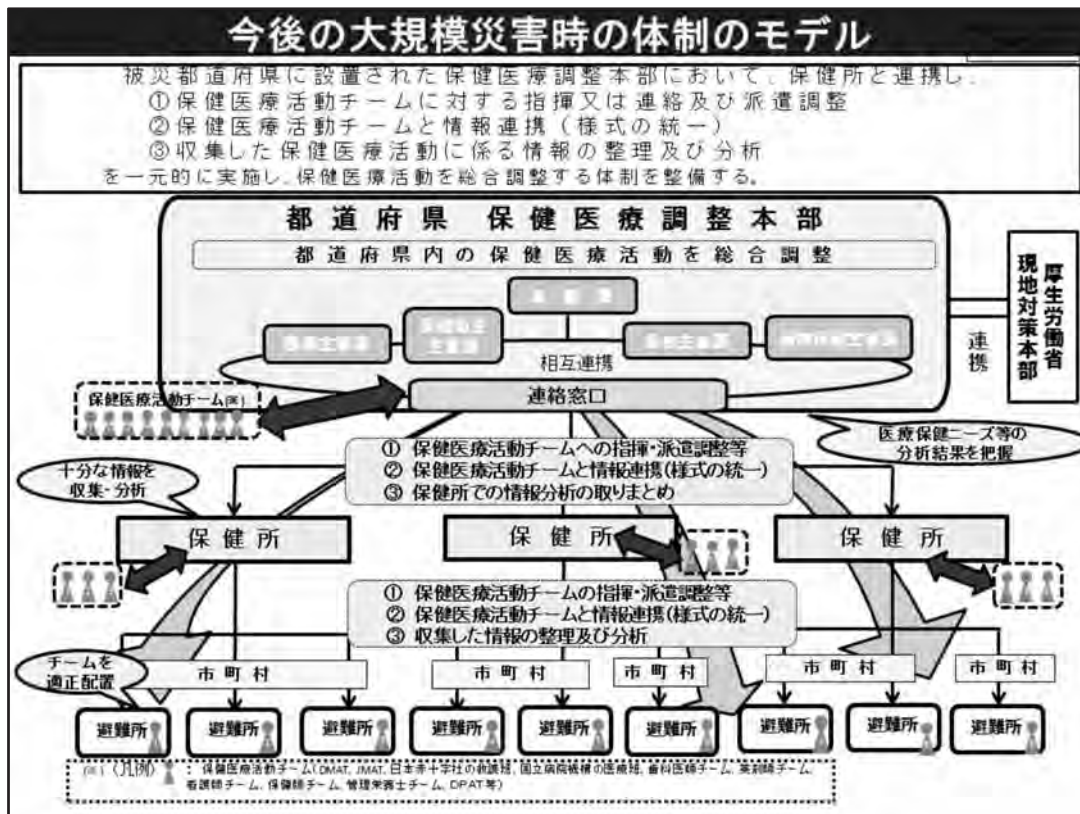 今後の大規模災害時の体制のモデル
被災都道府県に設置された保健医療調整本部において、保健所と連携し、
①保健医療活動チームに対する指揮又は連絡及び派遣調整
②保健医療活動チームと情報連携（様式の統一）
③収集した保健医療活動に係る情報の整理及び分析
を一元的に実施し、保健医療活動を総合調整する体制を整備する。
都道府県 保健医療調整本部
都道府県内の保健医療活動を総合調整
相互連携
連絡窓口
厚生労働省
現地対策本部
連携
保健医療活動チーム(※)
医療保健ニーズ等の
分析結果を把握
① 保健医療活動チームへの指揮・派遣調整等
② 保健医療活動チームと情報連携(様式の統一)
③ 保健所での情報分析の取りまとめ
十分な情報を
収集・分析
保健所
保健所
保健所
① 保健医療活動チームの指揮・派遣調整等
② 保健医療活動チームと情報連携(様式の統一)
③ 収集した情報の整理及び分析
チームを
適正配置
市町村
市町村
市町村
市町村
市町村
避難所
避難所
避難所
避難所
避難所
避難所
避難所
避難所
避難所
(※)（凡例） ： 保健医療活動チーム(DMAT, JMAT, 日本赤十字社の救護班, 国立病院機構の医療班, 歯科医師チーム, 薬剤師チーム,
看護師チーム, 保健師チーム, 管理栄養士チーム, DPAT等)